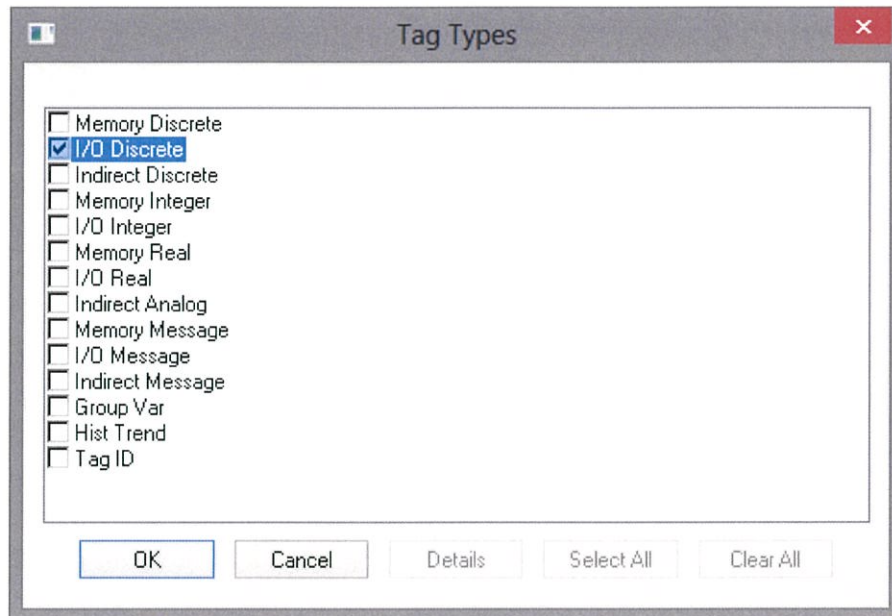 Tag Types
Memory Discrete
I/O Discrete
Indirect Discrete
Memory Integer
I/O Integer
Memory Real
I/O Real
Indirect Analog
Memory Message
I/O Message
Indirect Message
Group Var
Hist Trend
Tag ID
OK Cancel Details Select All Clear All